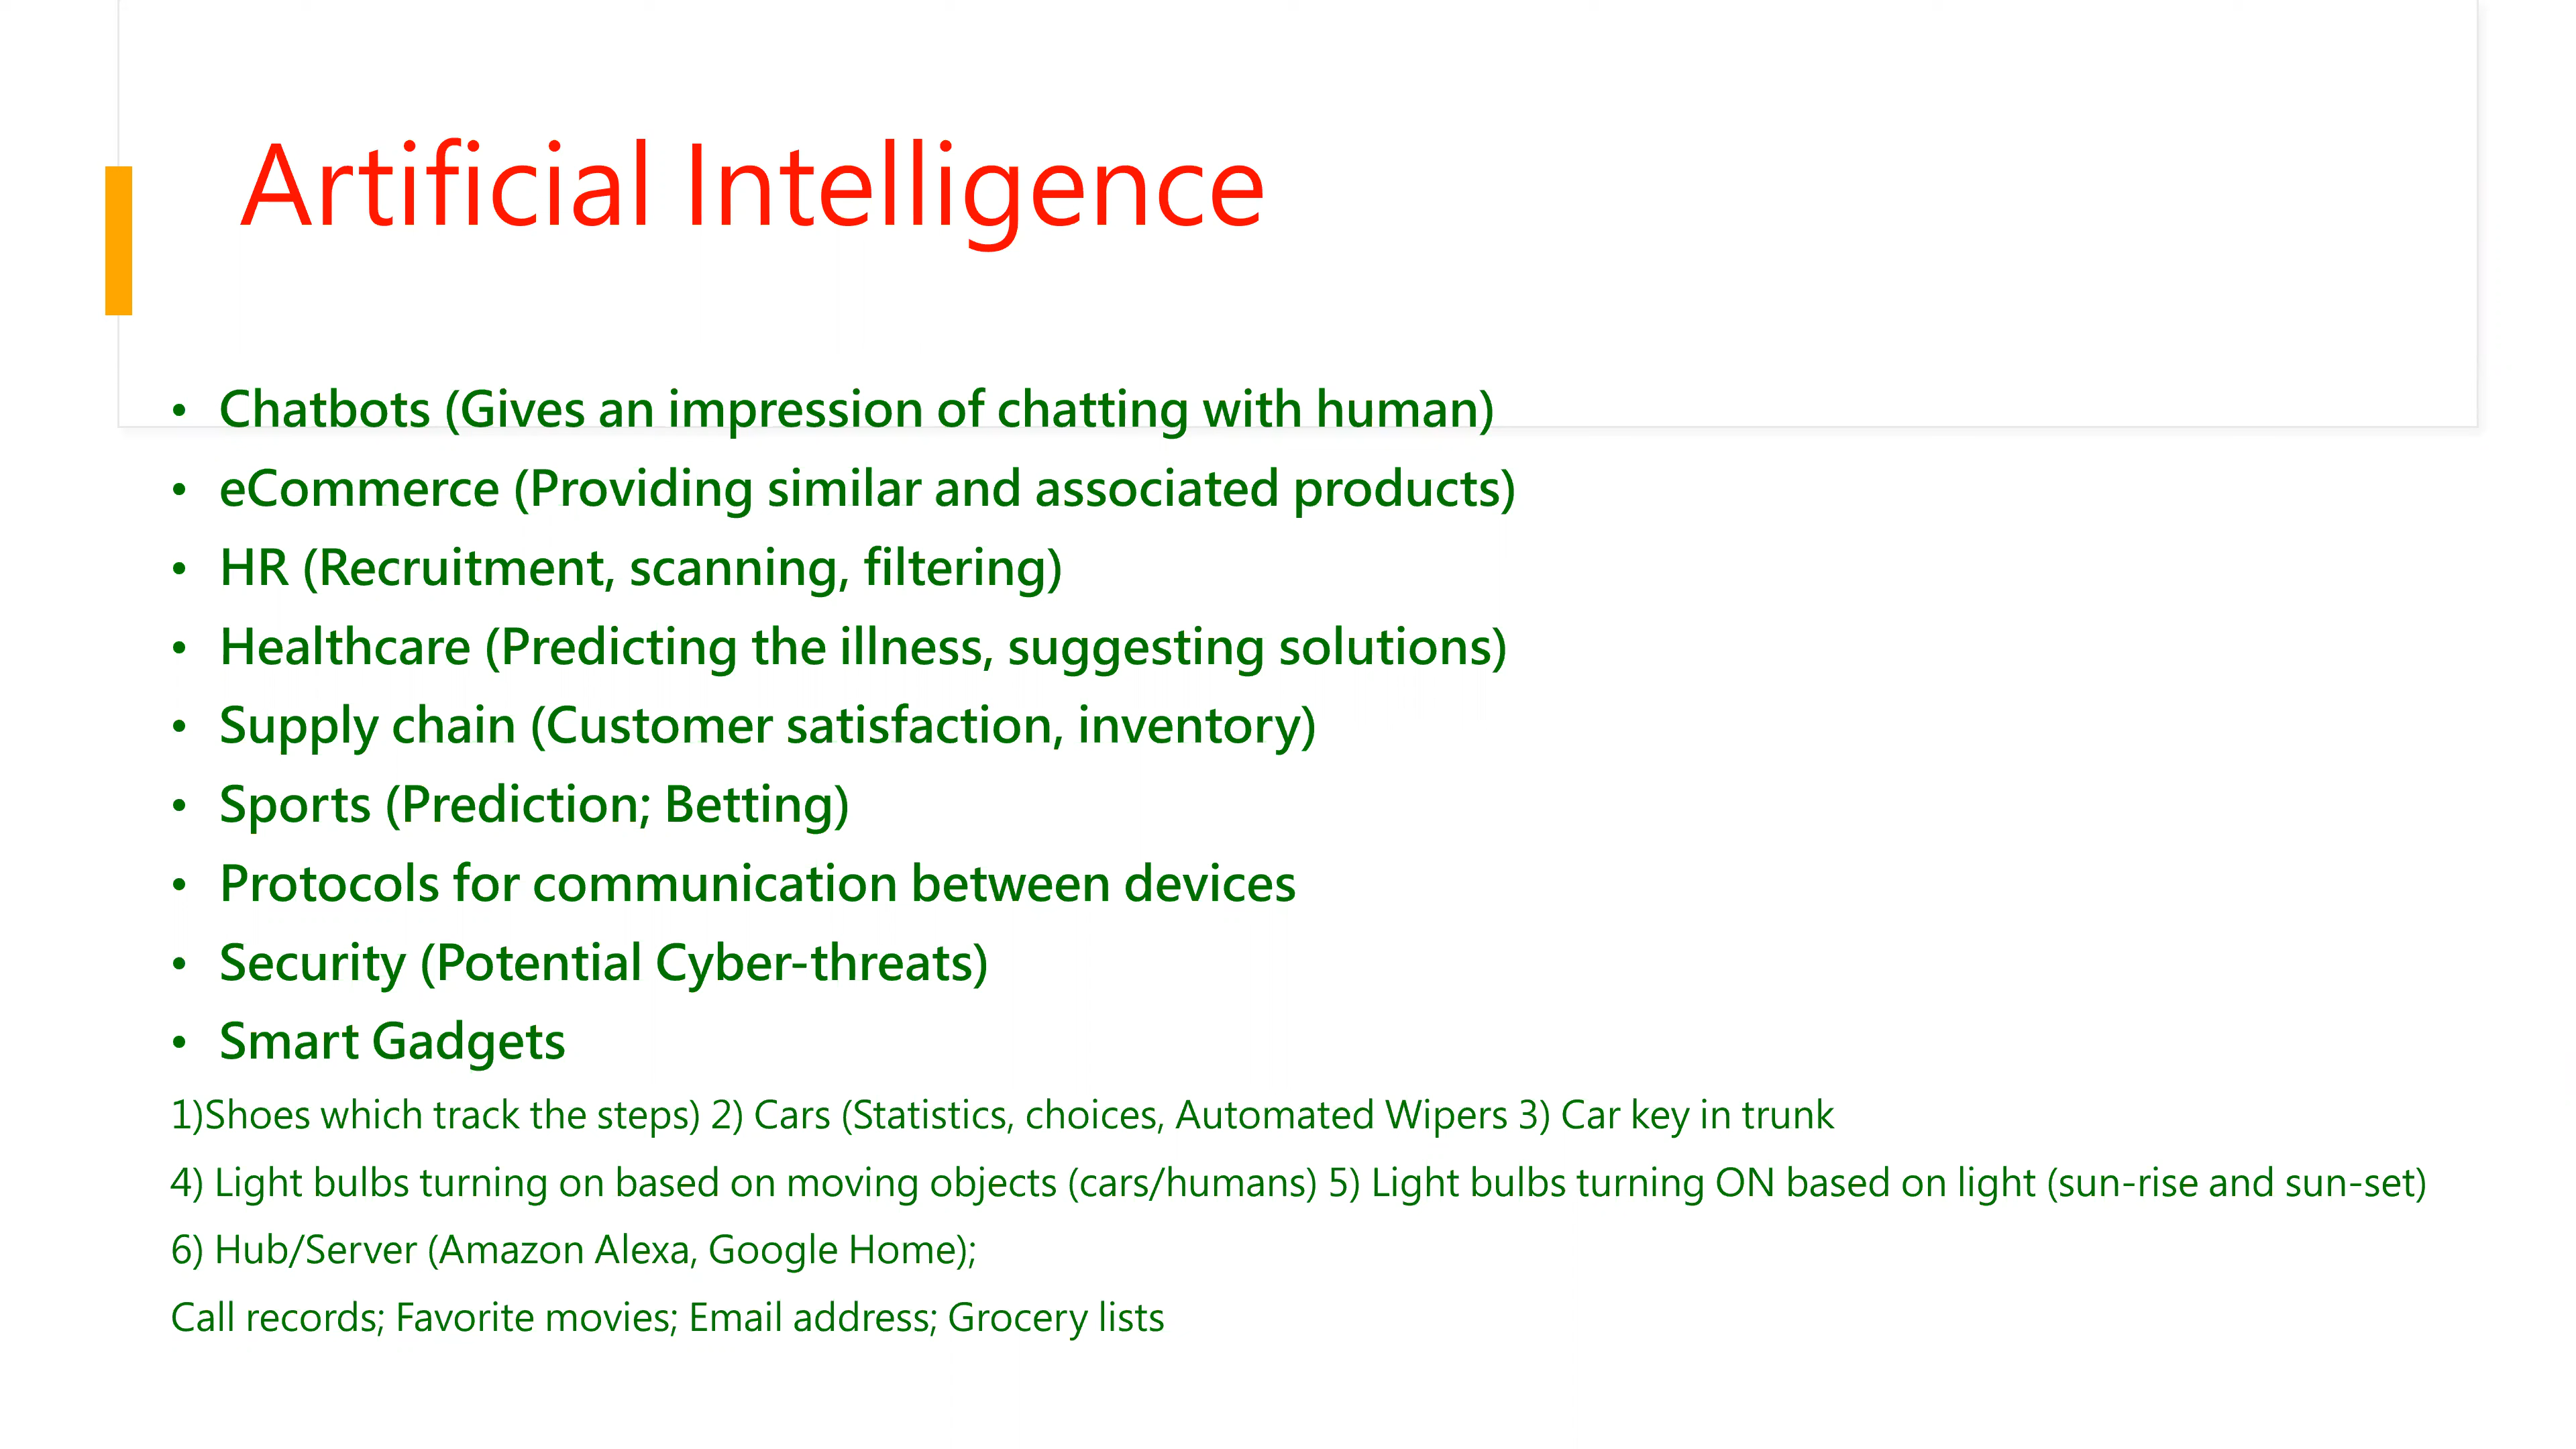 Artificial Intelligence
• Chatbots (Gives an impression of chatting with human)
• eCommerce (Providing similar and associated products)
• HR (Recruitment, scanning, filtering)
• Healthcare (Predicting the illness, suggesting solutions)
• Supply chain (Customer satisfaction, inventory)
• Sports (Prediction; Betting)
• Protocols for communication between devices
• Security (Potential Cyber-threats)
• Smart Gadgets
1)Shoes which track the steps) 2) Cars (Statistics, choices, Automated Wipers 3) Car key in trunk
4) Light bulbs turning on based on moving objects (cars/humans) 5) Light bulbs turning ON based on light (sun-rise and sun-set)
6) Hub/Server (Amazon Alexa, Google Home);
Call records; Favorite movies; Email address; Grocery lists